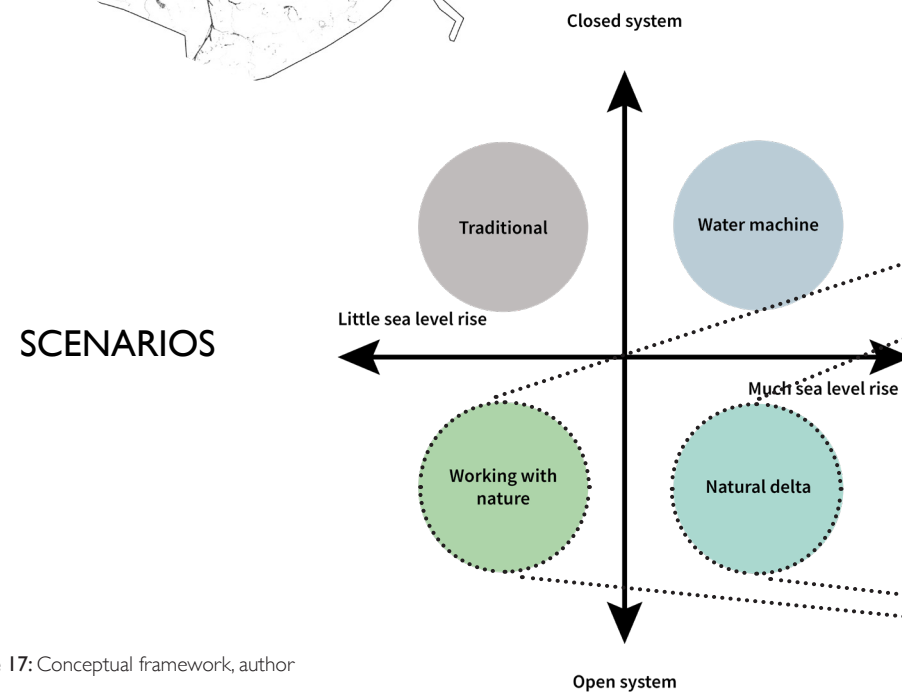 Closed system
Traditional
Water machine
Little sea level rise
SCENARIOS
Much sea level rise
Working with
nature
Natural delta
17: Conceptual framework, author
Open system